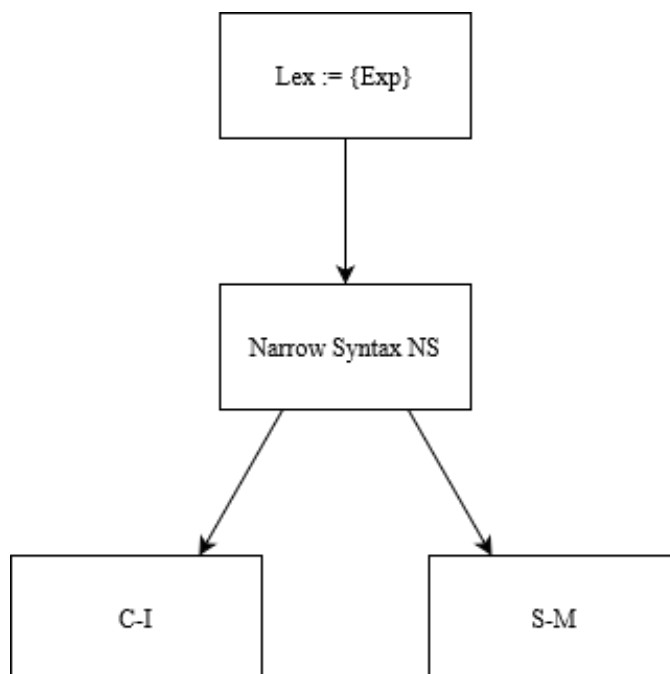 Lex := {Exp}
Narrow Syntax NS
C-I
S-M